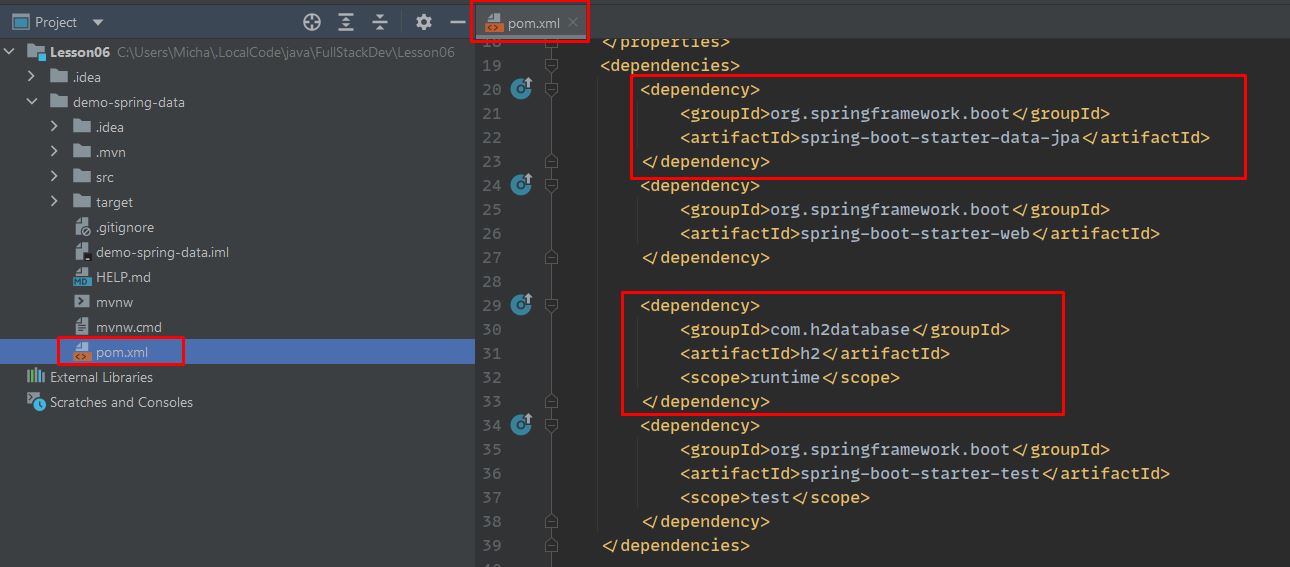 Project
Lesson06 C:\Users\Micha\.LocalCode\java\FullStackDev\Lesson06
.idea
demo-spring-data
.idea
.mvn
src
target
.gitignore
demo-spring-data.iml
HELP.md
mvnw
mvnw.cmd
pom.xml
External Libraries
Scratches and Consoles
pom.xml
18 </properties>
19 <dependencies>
20 <dependency>
21 <groupId>org.springframework.boot</groupId>
22 <artifactId>spring-boot-starter-data-jpa</artifactId>
23 </dependency>
24 <dependency>
25 <groupId>org.springframework.boot</groupId>
26 <artifactId>spring-boot-starter-web</artifactId>
27 </dependency>
28
29 <dependency>
30 <groupId>com.h2database</groupId>
31 <artifactId>h2</artifactId>
32 <scope>runtime</scope>
33 </dependency>
34 <dependency>
35 <groupId>org.springframework.boot</groupId>
36 <artifactId>spring-boot-starter-test</artifactId>
37 <scope>test</scope>
38 </dependency>
39 </dependencies>